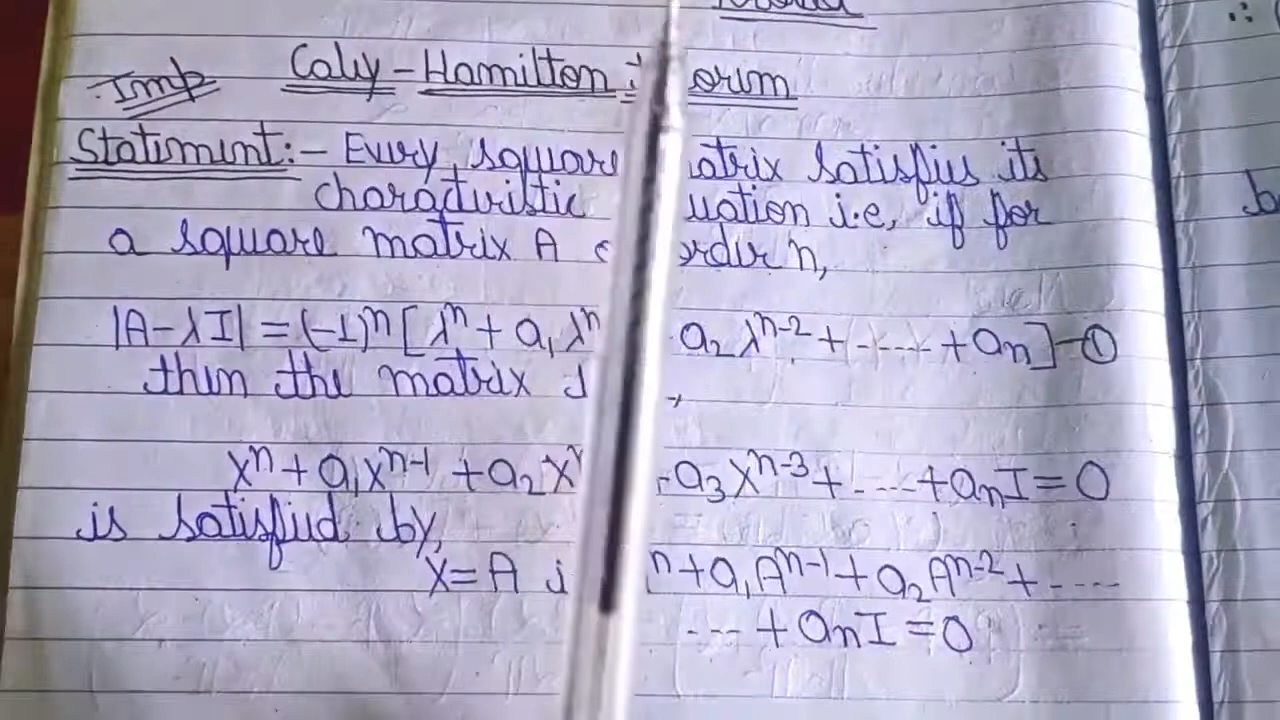 Imp Caley-Hamilton orem
Statement:- Every square atrix satisfies its
characteristic uation i.e, if for
a square matrix A rder n,
|A-λI| = (-1)ⁿ [λⁿ + a₁λⁿ a₂λⁿ⁻² + ----- + aₙ] -①
then the matrix
xⁿ + a₁xⁿ⁻¹ + a₂x -a₃xⁿ⁻³ + ----- + aₙI = 0
is satisfied by,
X = A i ⁿ + a₁Aⁿ⁻¹ + a₂Aⁿ⁻² + -----
--- + aₙI = 0